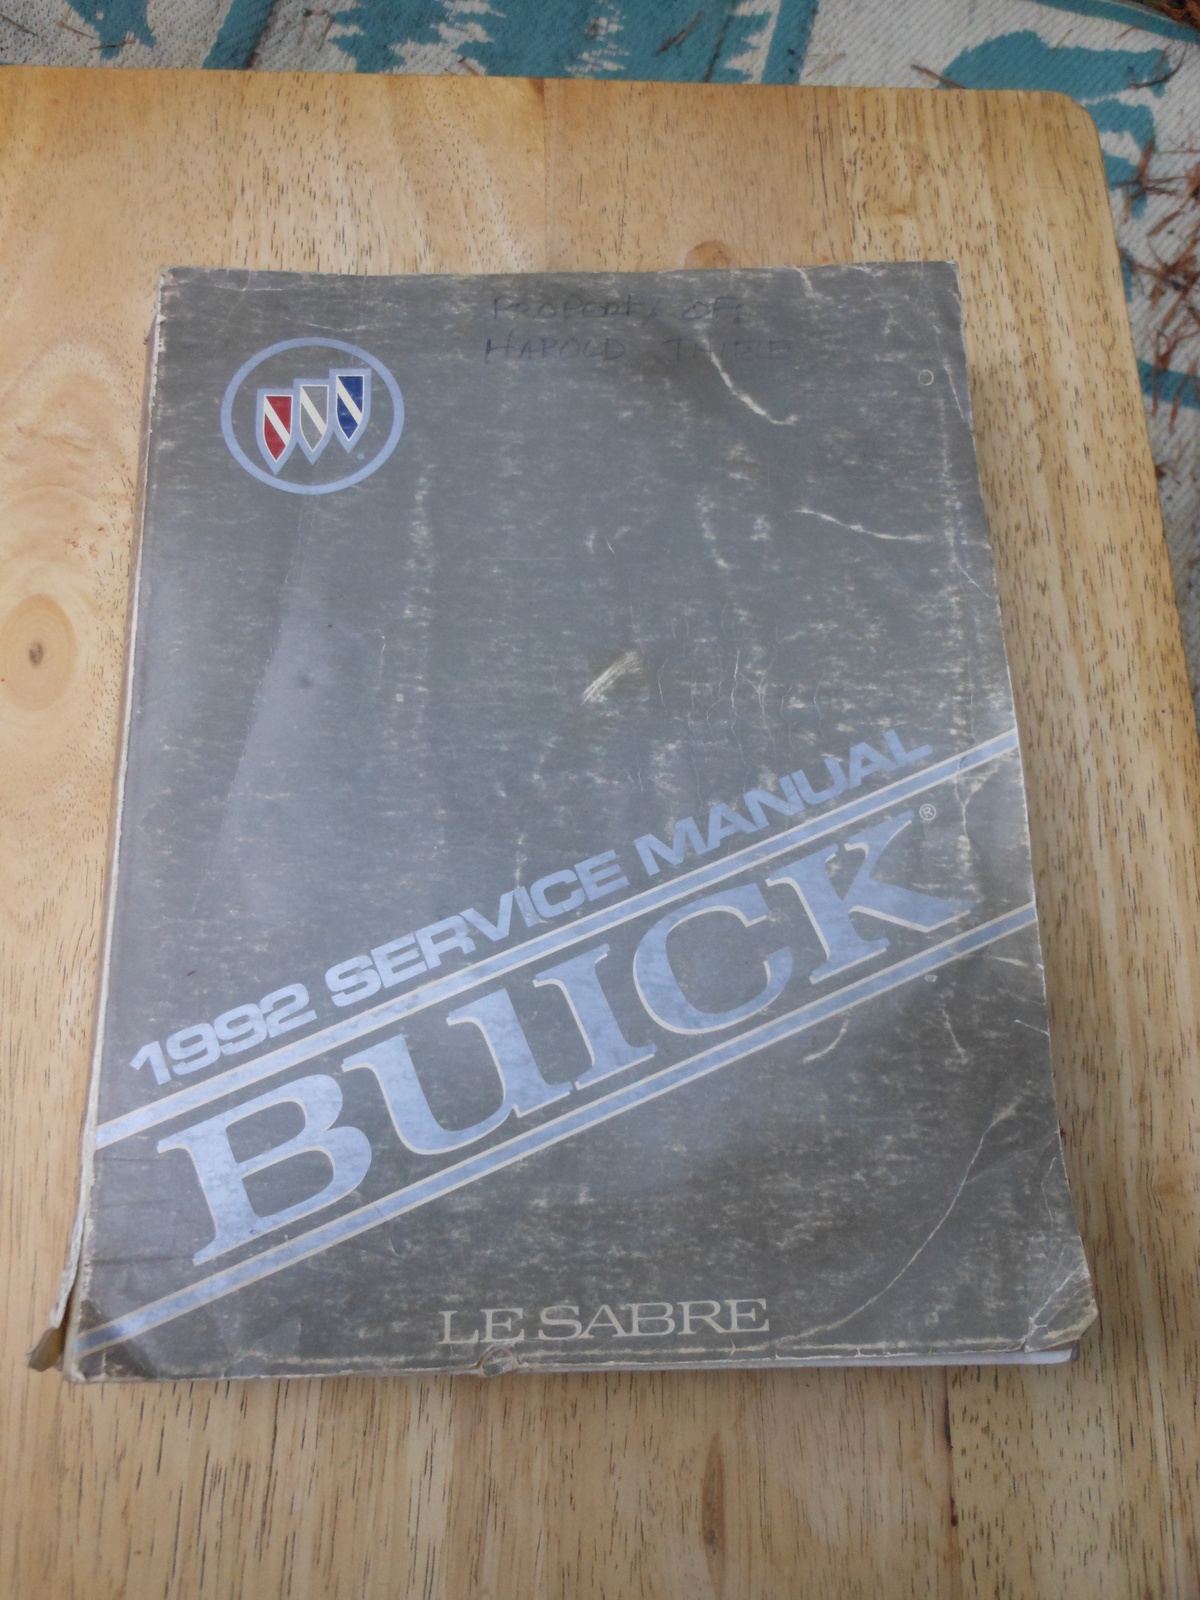 PROPERTY OF:
HAROLD
1992 SERVICE MANUAL
BUICK®
LE SABRE